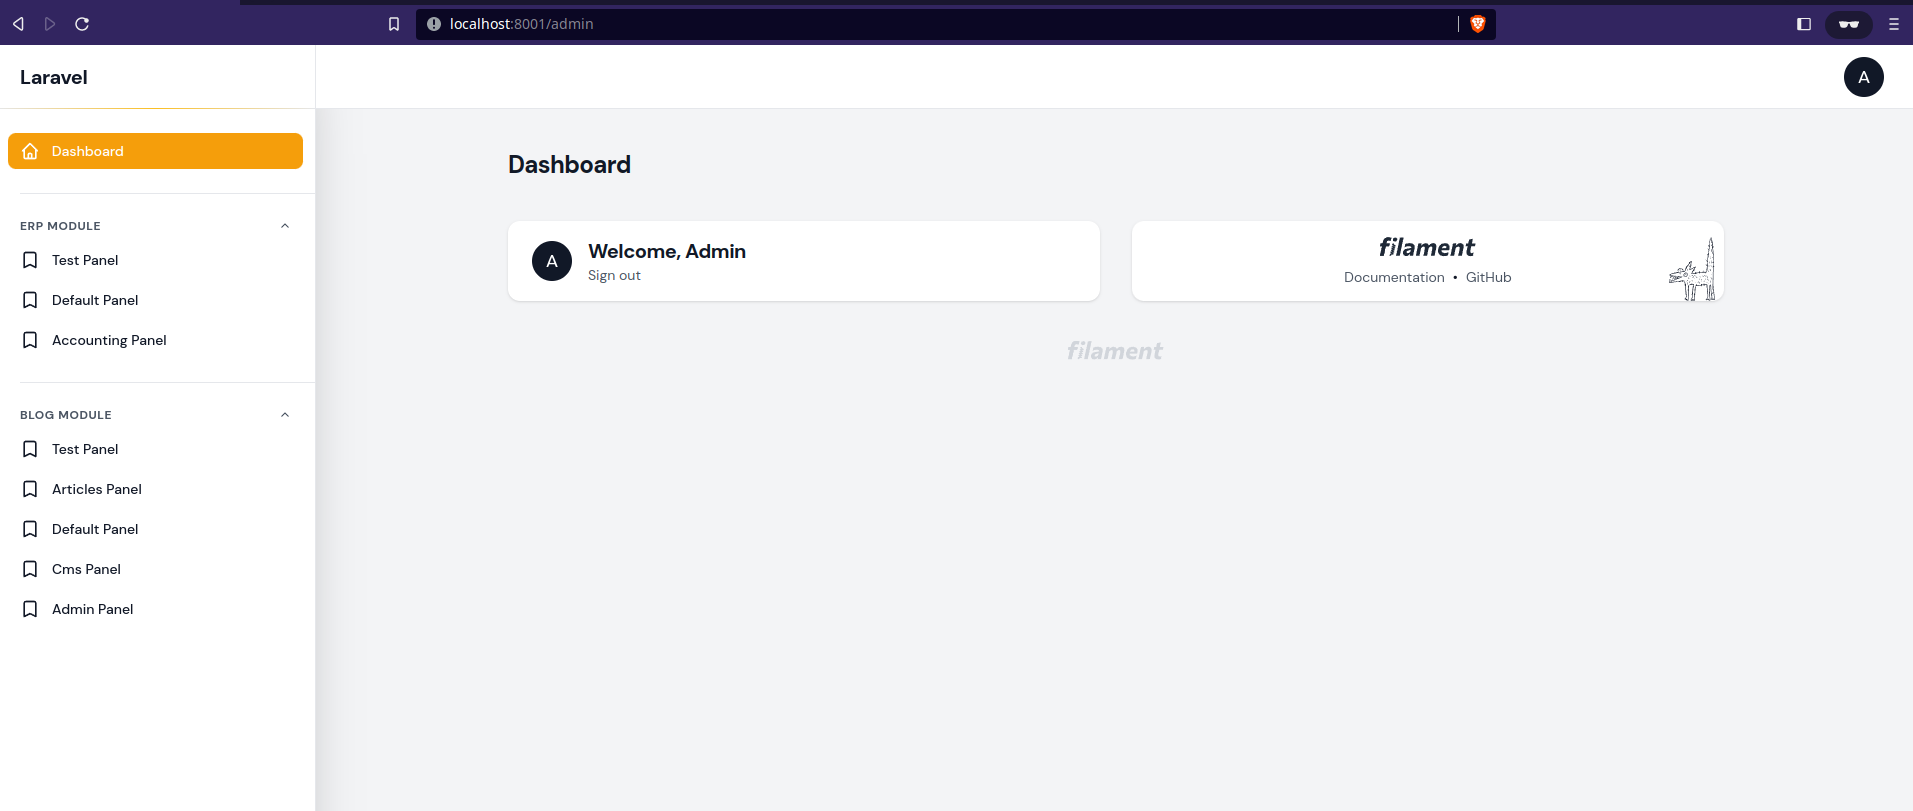 localhost:8001/admin
Laravel
A
Dashboard
ERP MODULE
Test Panel
Default Panel
Accounting Panel
BLOG MODULE
Test Panel
Articles Panel
Default Panel
Cms Panel
Admin Panel
Dashboard
A
Welcome, Admin
Sign out
filament
Documentation • GitHub
filament